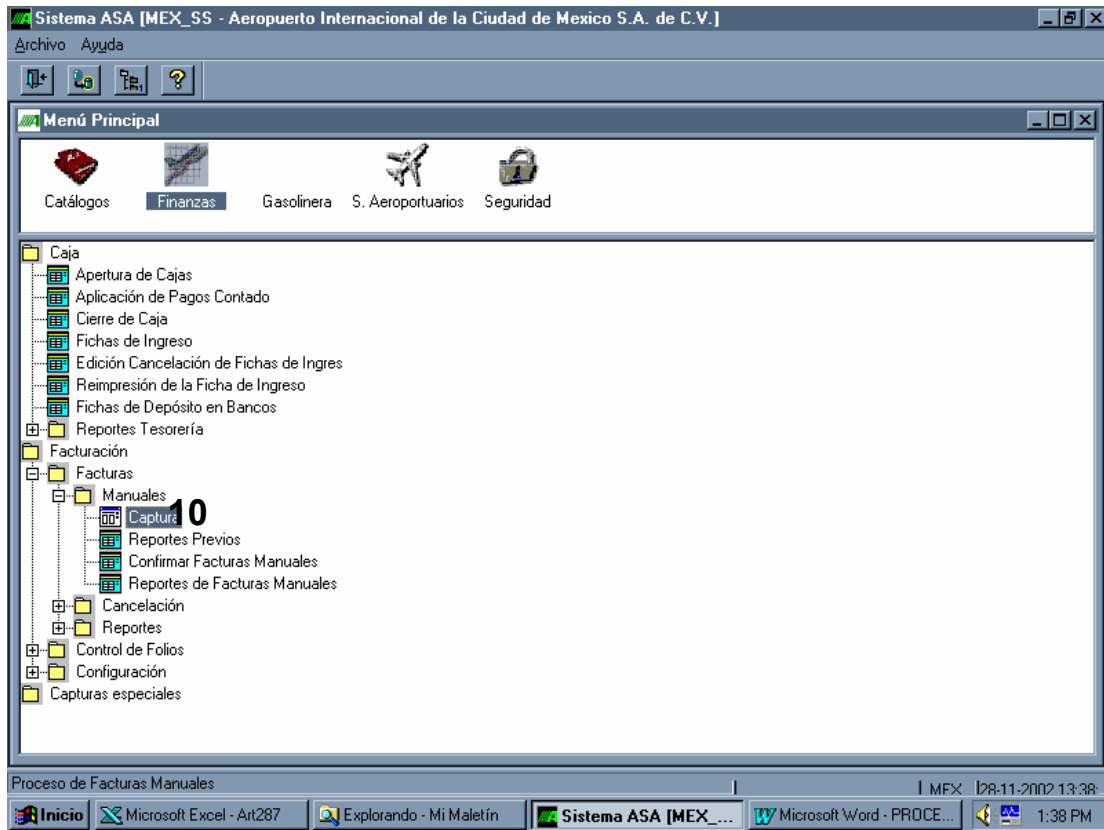 Sistema ASA [MEX_SS - Aeropuerto Internacional de la Ciudad de Mexico S.A. de C.V.]
Archivo Ayuda
Menú Principal
Catálogos Finanzas Gasolinera S. Aeroportuarios Seguridad
Caja
Apertura de Cajas
Aplicación de Pagos Contado
Cierre de Caja
Fichas de Ingreso
Edición Cancelación de Fichas de Ingres
Reimpresión de la Ficha de Ingreso
Fichas de Depósito en Bancos
Reportes Tesorería
Facturación
Facturas
Manuales
Captura 10
Reportes Previos
Confirmar Facturas Manuales
Reportes de Facturas Manuales
Cancelación
Reportes
Control de Folios
Configuración
Capturas especiales
Proceso de Facturas Manuales MEX 28-11-2002 13:38:
Inicio Microsoft Excel - Art287 Explorando - Mi Maletín Sistema ASA [MEX_... Microsoft Word - PROCE... 1:38 PM